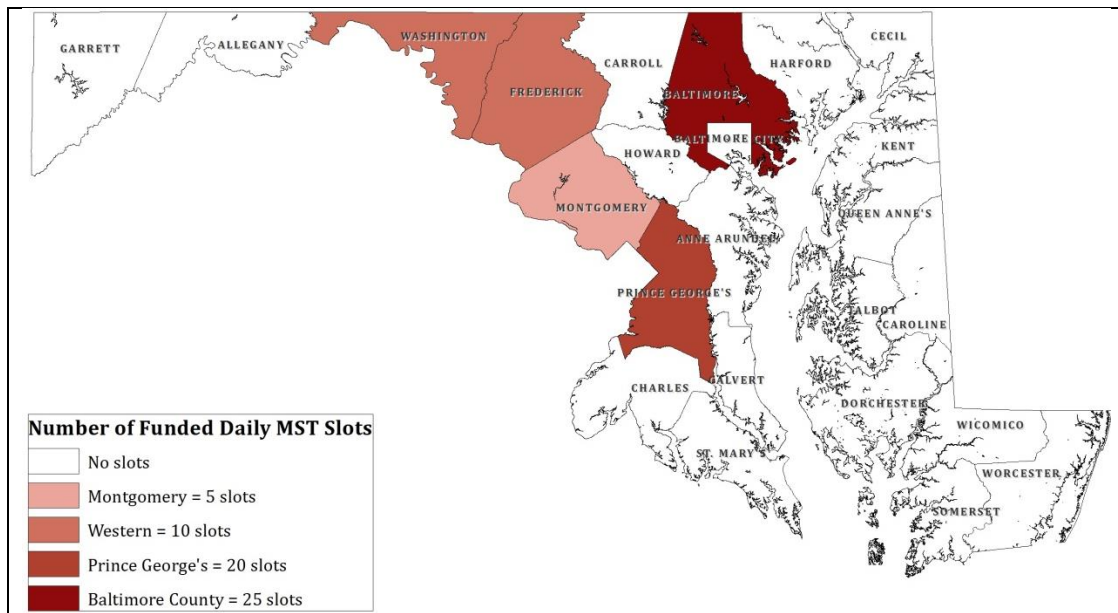 WASHINGTON
ALLEGANY
GARRETT
CECIL
CARROLL
HARFORD
FREDERICK
BALTIMORE
BALTIMORE CITY
KENT
HOWARD
MONTGOMERY
QUEEN ANNE'S
ANNE ARUNDEL
PRINCE GEORGE'S
TALBOT
CAROLINE
CHARLES
CALVERT
DORCHESTER
WICOMICO
ST. MARY'S
WORCESTER
SOMERSET
Number of Funded Daily MST Slots
No slots
Montgomery = 5 slots
Western = 10 slots
Prince George's = 20 slots
Baltimore County = 25 slots